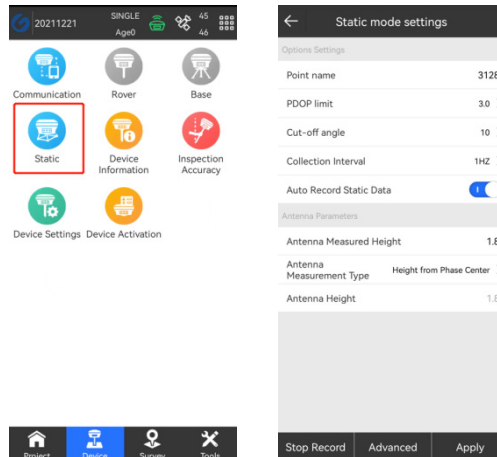 20211221
SINGLE
Age0
45
46
Communication
Rover
Base
Static
Device
Information
Inspection
Accuracy
Device Settings
Device Activation
Project
Device
Survey
Tools
Static mode settings
Options Settings
Point name
3128
PDOP limit
3.0
Cut-off angle
10
Collection Interval
1HZ
Auto Record Static Data
Antenna Parameters
Antenna Measured Height
1.8
Antenna
Measurement Type
Height from Phase Center
Antenna Height
1.8
Stop Record
Advanced
Apply